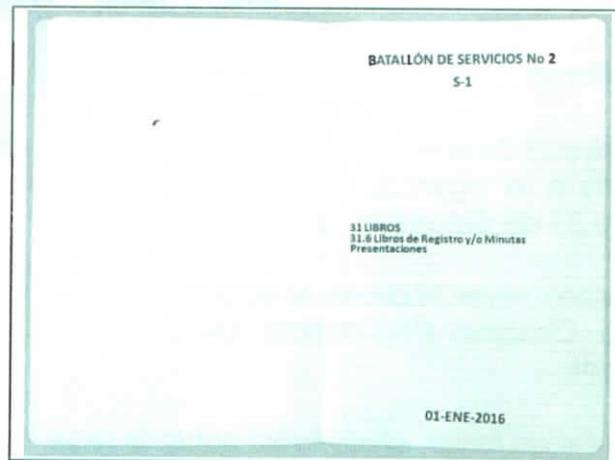 BATALLÓN DE SERVICIOS No 2
S-1
31 LIBROS
31.6 Libros de Registro y/o Minutas
Presentaciones
01-ENE-2016